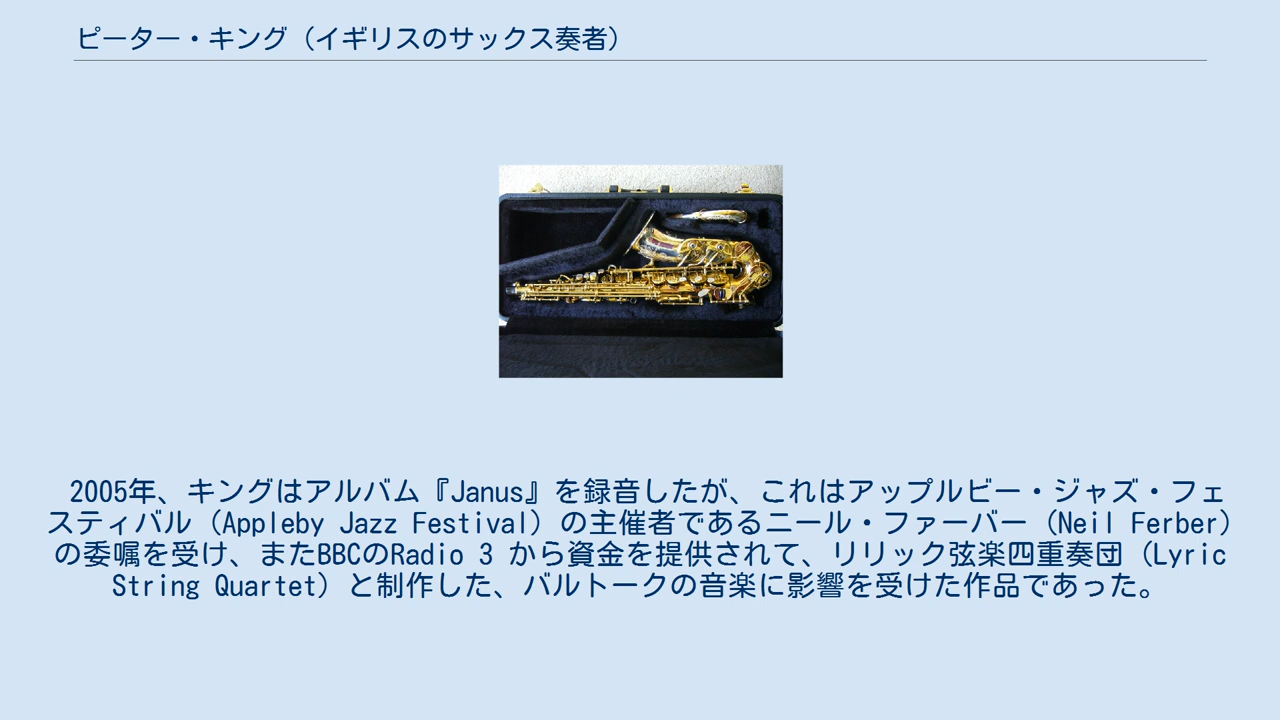 ピーター・キング（イギリスのサックス奏者）
2005年、キングはアルバム『Janus』を録音したが、これはアップルビー・ジャズ・フェ
スティバル（Appleby Jazz Festival）の主催者であるニール・ファーバー（Neil Ferber）
の委嘱を受け、またBBCのRadio 3 から資金を提供されて、リリック弦楽四重奏団（Lyric
String Quartet）と制作した、バルトークの音楽に影響を受けた作品であった。